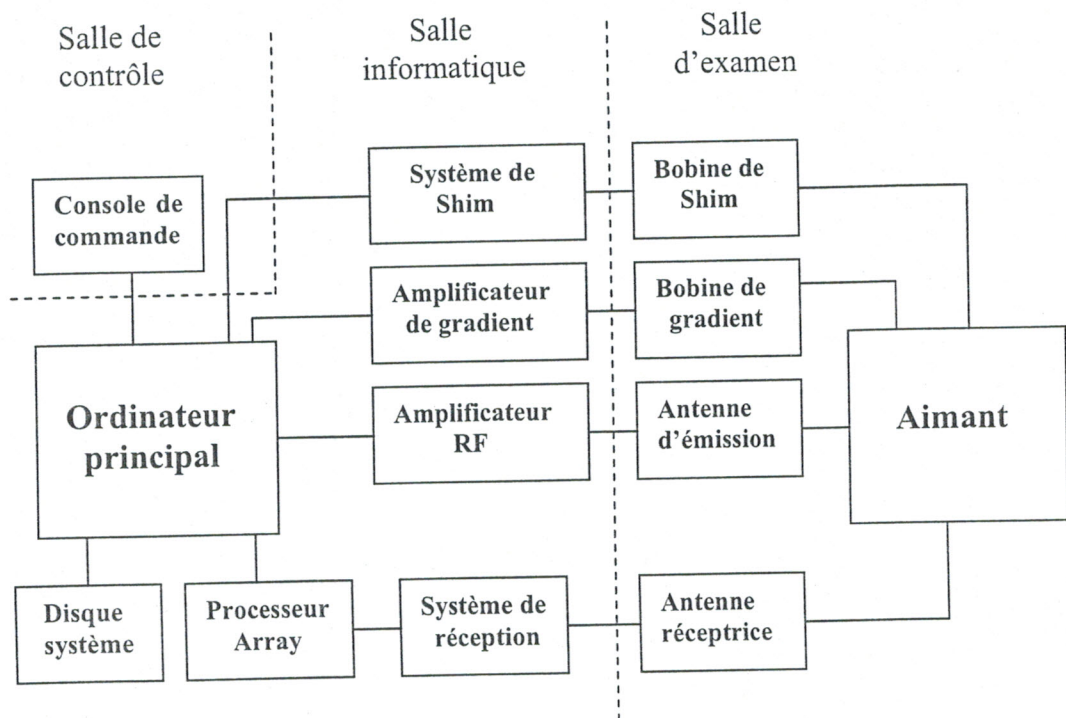 Salle de
contrôle
Salle
informatique
Salle
d'examen
Console de
commande
Système de
Shim
Bobine de
Shim
Amplificateur
de gradient
Bobine de
gradient
Ordinateur
principal
Amplificateur
RF
Antenne
d'émission
Aimant
Disque
système
Processeur
Array
Système de
réception
Antenne
réceptrice